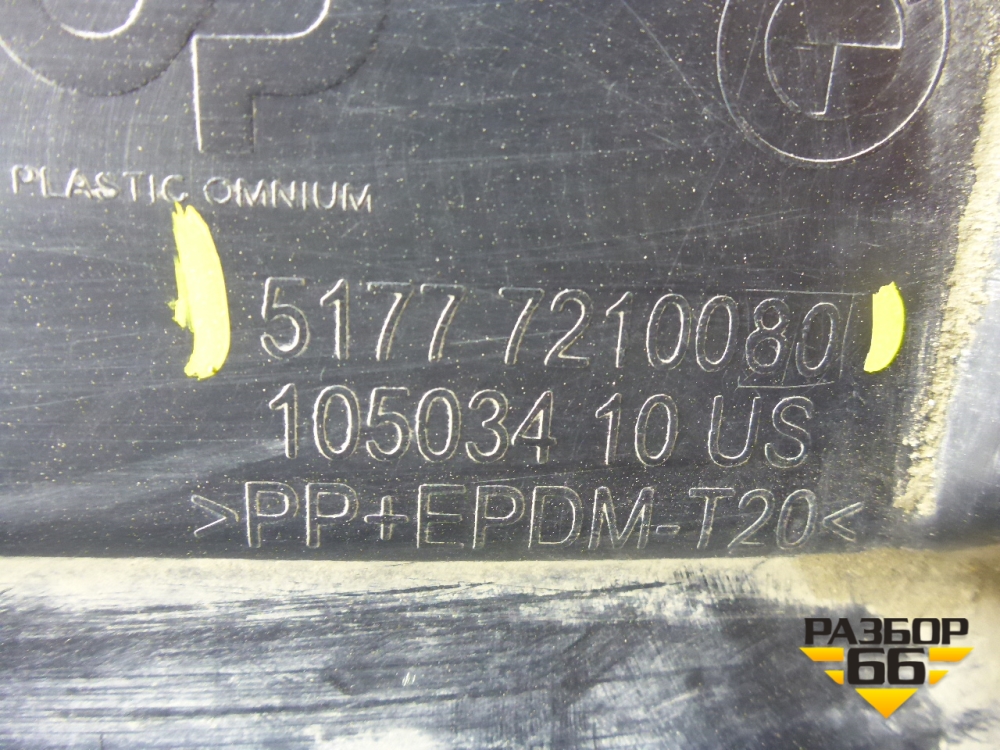 PLASTIC OMNIUM
5177 7210080
105034 10 US
>PP+EPDM-T20<
РАЗБОР
66